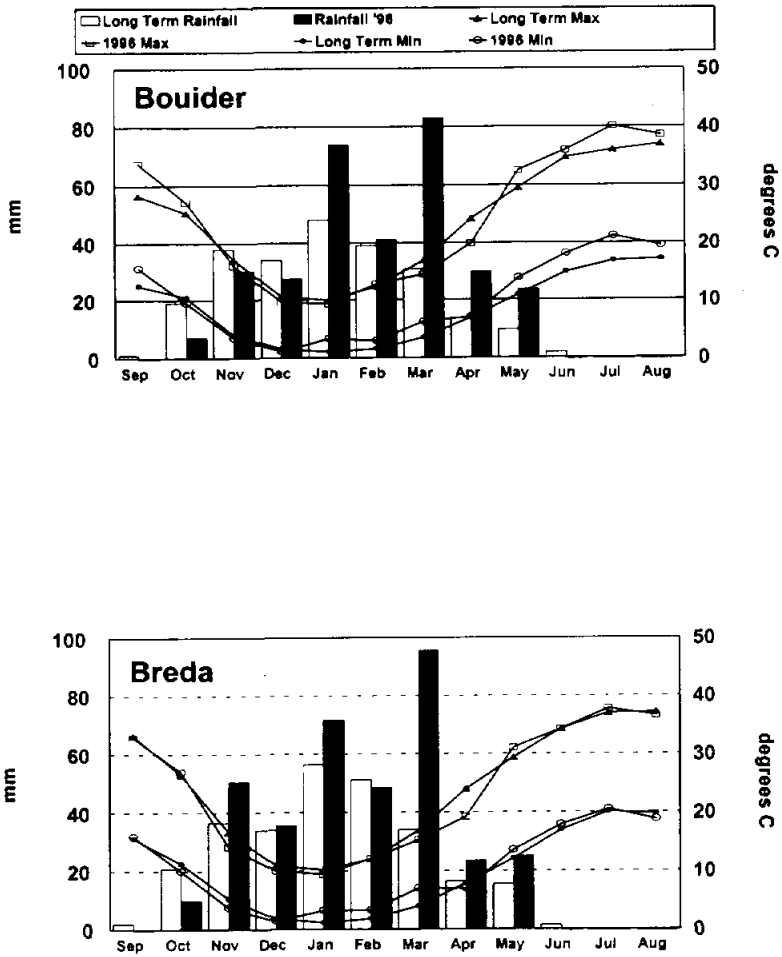 Long Term Rainfall Rainfall '96 Long Term Max
1996 Max Long Term Min 1996 Min
Bouider
100 50
80 40
60 30
40 20
20 10
0 0
mm
degrees C
Sep Oct Nov Dec Jan Feb Mar Apr May Jun Jul Aug
Breda
100 50
80 40
60 30
40 20
20 10
0 0
mm
degrees C
Sep Oct Nov Dec Jan Feb Mar Apr May Jun Jul Aug